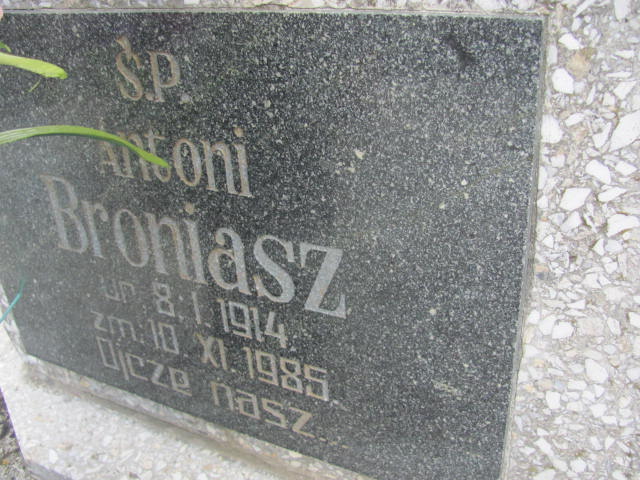 Ś.P.
Antoni
Broniasz
ur. 8.I.1914
zm. 10 XI.1985
Ojcze nasz...